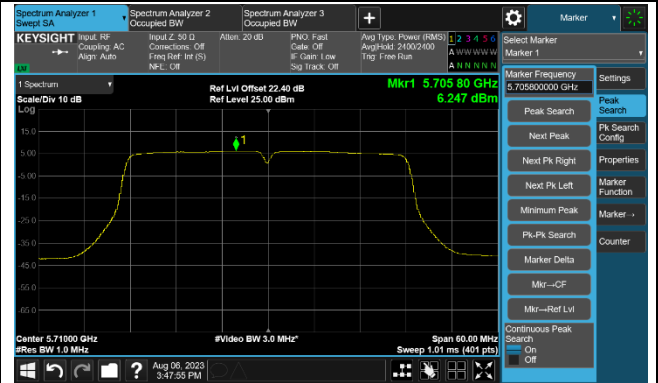 Spectrum Analyzer 1
Swept SA
Spectrum Analyzer 2
Occupied BW
Spectrum Analyzer 3
Occupied BW
Marker
KEYSIGHT
Input: RF
Coupling: AC
Align: Auto
Input Z: 50 Ω
Corrections: Off
Freq Ref: Int (S)
NFE: Off
Atten: 20 dB
PNO: Fast
Gate: Off
IF Gain: Low
Sig Track: Off
Avg Type: Power (RMS)
Avg|Hold: 2400/2400
Trig: Free Run
1 2 3 4 5 6
A W W W W W
A N N N N N
LXI
Select Marker
Marker 1
1 Spectrum
Scale/Div 10 dB
Ref Lvl Offset 22.40 dB
Ref Level 25.00 dBm
Mkr1 5.705 80 GHz
6.247 dBm
Log
15.0
5.00
-5.00
-15.0
-25.0
-35.0
-45.0
-55.0
-65.0
1
Center 5.71000 GHz
#Res BW 1.0 MHz
#Video BW 3.0 MHz*
Span 60.00 MHz
Sweep 1.01 ms (401 pts)
Marker Frequency
5.705800000 GHz
Peak Search
Next Peak
Next Pk Right
Next Pk Left
Minimum Peak
Pk-Pk Search
Marker Delta
Mkr→CF
Mkr→Ref Lvl
Continuous Peak
Search
On
Off
Settings
Peak
Search
Pk Search
Config
Properties
Marker
Function
Marker→
Counter
Aug 06, 2023
3:47:55 PM